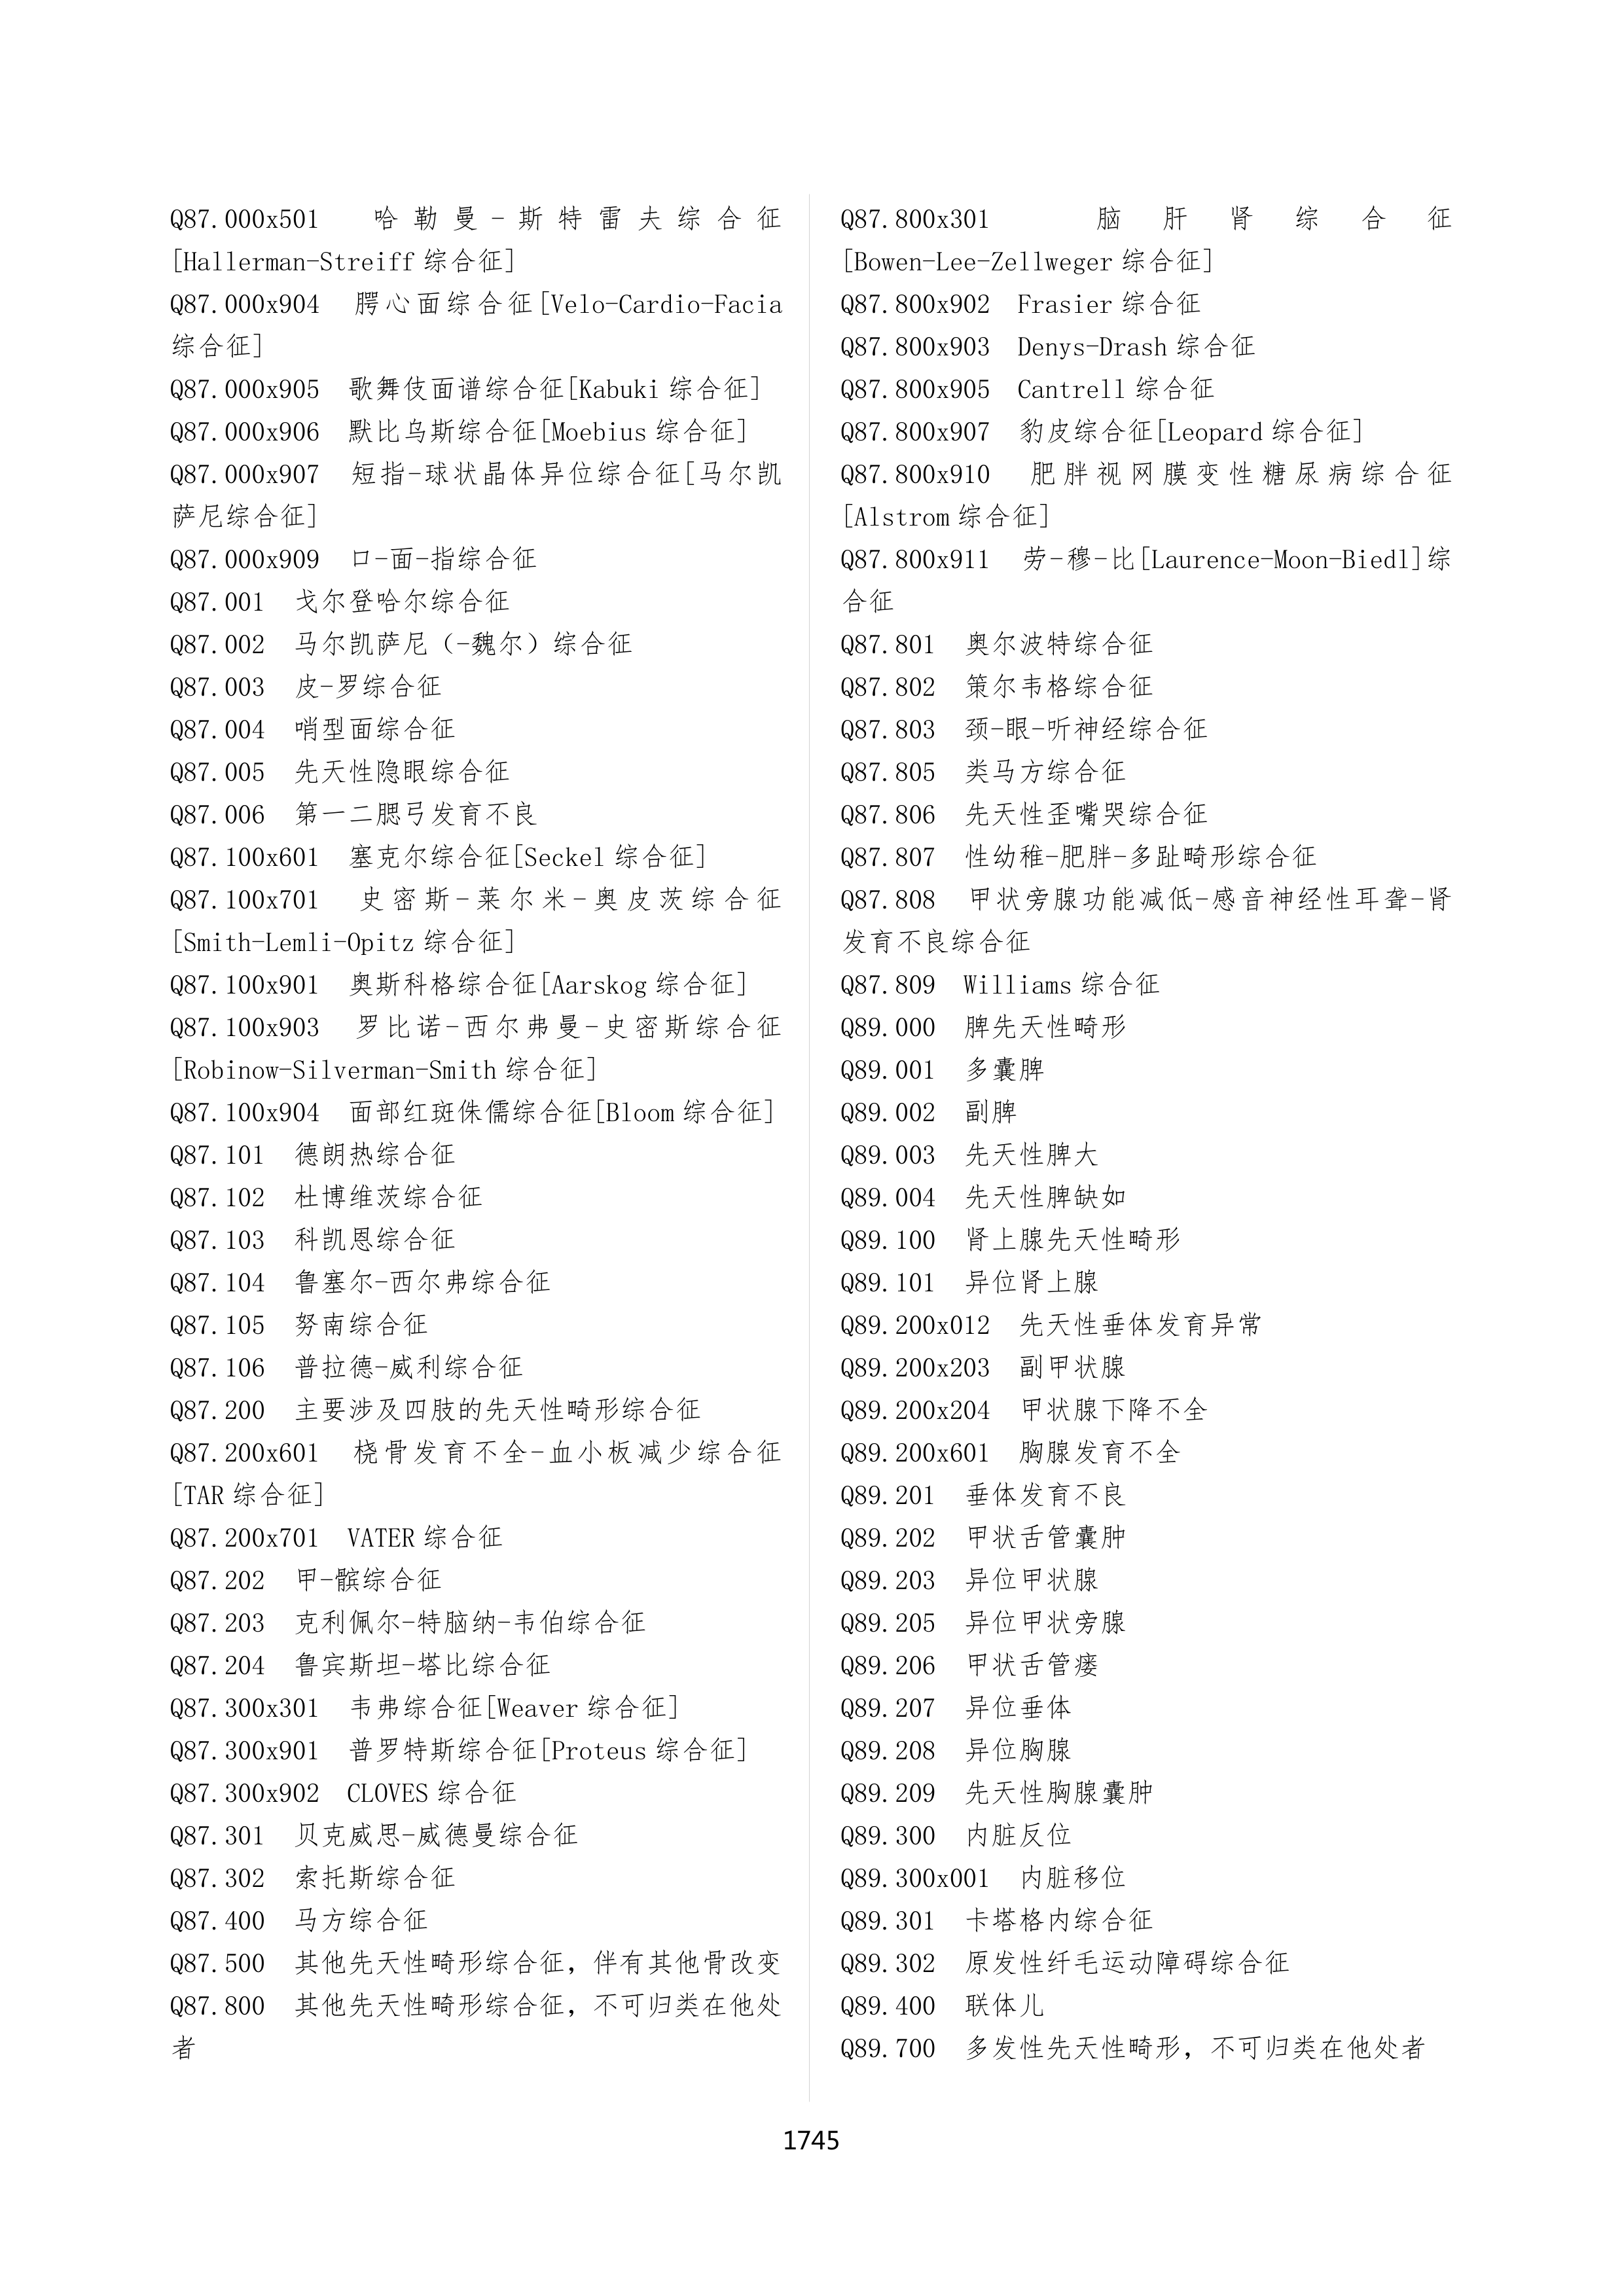 Q87.000x501 哈勒曼-斯特雷夫综合征
[Hallerman-Streiff 综合征]
Q87.000x904 腭心面综合征[Velo-Cardio-Facia
综合征]
Q87.000x905 歌舞伎面谱综合征[Kabuki 综合征]
Q87.000x906 默比乌斯综合征[Moebius 综合征]
Q87.000x907 短指-球状晶体异位综合征[马尔凯
萨尼综合征]
Q87.000x909 口-面-指综合征
Q87.001 戈尔登哈尔综合征
Q87.002 马尔凯萨尼（-魏尔）综合征
Q87.003 皮-罗综合征
Q87.004 哨型面综合征
Q87.005 先天性隐眼综合征
Q87.006 第一二腮弓发育不良
Q87.100x601 塞克尔综合征[Seckel 综合征]
Q87.100x701 史密斯-莱尔米-奥皮茨综合征
[Smith-Lemli-Opitz 综合征]
Q87.100x901 奥斯科格综合征[Aarskog 综合征]
Q87.100x903 罗比诺-西尔弗曼-史密斯综合征
[Robinow-Silverman-Smith 综合征]
Q87.100x904 面部红斑侏儒综合征[Bloom 综合征]
Q87.101 德朗热综合征
Q87.102 杜博维茨综合征
Q87.103 科凯恩综合征
Q87.104 鲁塞尔-西尔弗综合征
Q87.105 努南综合征
Q87.106 普拉德-威利综合征
Q87.200 主要涉及四肢的先天性畸形综合征
Q87.200x601 桡骨发育不全-血小板减少综合征
[TAR 综合征]
Q87.200x701 VATER 综合征
Q87.202 甲-髌综合征
Q87.203 克利佩尔-特脑纳-韦伯综合征
Q87.204 鲁宾斯坦-塔比综合征
Q87.300x301 韦弗综合征[Weaver 综合征]
Q87.300x901 普罗特斯综合征[Proteus 综合征]
Q87.300x902 CLOVES 综合征
Q87.301 贝克威思-威德曼综合征
Q87.302 索托斯综合征
Q87.400 马方综合征
Q87.500 其他先天性畸形综合征，伴有其他骨改变
Q87.800 其他先天性畸形综合征，不可归类在他处
者
Q87.800x301 脑肝肾综合征
[Bowen-Lee-Zellweger 综合征]
Q87.800x902 Frasier 综合征
Q87.800x903 Denys-Drash 综合征
Q87.800x905 Cantrell 综合征
Q87.800x907 豹皮综合征[Leopard 综合征]
Q87.800x910 肥胖视网膜变性糖尿病综合征
[Alstrom 综合征]
Q87.800x911 劳-穆-比[Laurence-Moon-Biedl]综
合征
Q87.801 奥尔波特综合征
Q87.802 策尔韦格综合征
Q87.803 颈-眼-听神经综合征
Q87.805 类马方综合征
Q87.806 先天性歪嘴哭综合征
Q87.807 性幼稚-肥胖-多趾畸形综合征
Q87.808 甲状旁腺功能减低-感音神经性耳聋-肾
发育不良综合征
Q87.809 Williams 综合征
Q89.000 脾先天性畸形
Q89.001 多囊脾
Q89.002 副脾
Q89.003 先天性脾大
Q89.004 先天性脾缺如
Q89.100 肾上腺先天性畸形
Q89.101 异位肾上腺
Q89.200x012 先天性垂体发育异常
Q89.200x203 副甲状腺
Q89.200x204 甲状腺下降不全
Q89.200x601 胸腺发育不全
Q89.201 垂体发育不良
Q89.202 甲状舌管囊肿
Q89.203 异位甲状腺
Q89.205 异位甲状旁腺
Q89.206 甲状舌管瘘
Q89.207 异位垂体
Q89.208 异位胸腺
Q89.209 先天性胸腺囊肿
Q89.300 内脏反位
Q89.300x001 内脏移位
Q89.301 卡塔格内综合征
Q89.302 原发性纤毛运动障碍综合征
Q89.400 联体儿
Q89.700 多发性先天性畸形，不可归类在他处者
1745